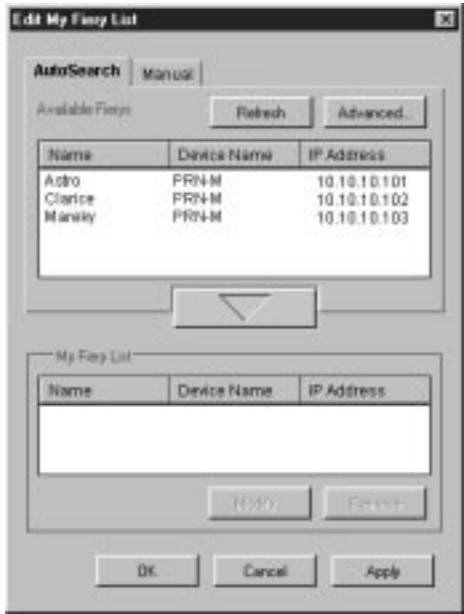 Edit My Fiery List
AutoSearch Manual
Available Fierys Refresh Advanced...
Name Device Name IP Address
Astro PRN-M 10.10.10.101
Clarice PRN-M 10.10.10.102
PRN-M 10.10.10.103
My Fiery List
Name Device Name IP Address
Modify Remove
OK Cancel Apply